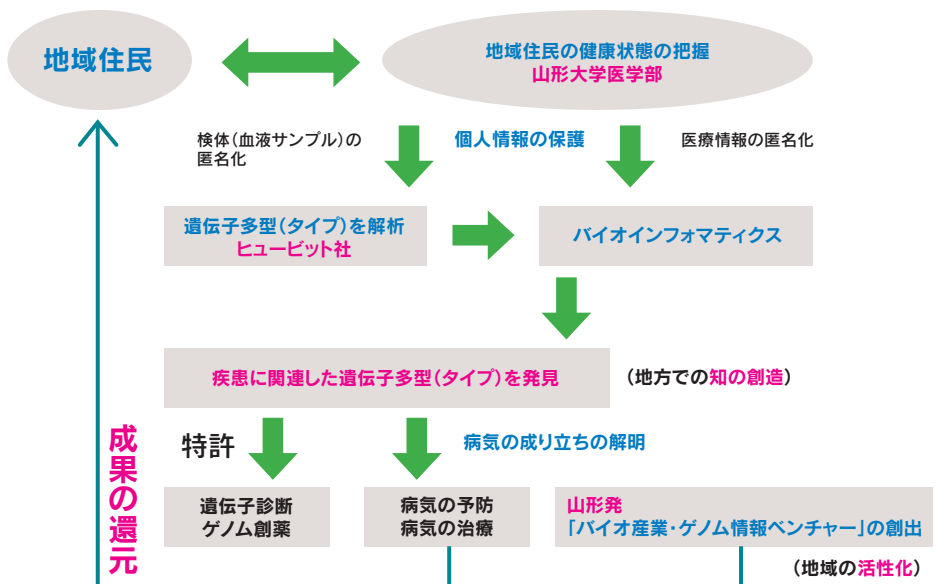 地域住民
地域住民の健康状態の把握
山形大学医学部
検体（血液サンプル）の
匿名化
個人情報の保護
医療情報の匿名化
遺伝子多型（タイプ）を解析
ヒュービット社
バイオインフォマティクス
疾患に関連した遺伝子多型（タイプ）を発見
（地方での知の創造）
成果の還元
特許
病気の成り立ちの解明
遺伝子診断
ゲノム創薬
病気の予防
病気の治療
山形発
「バイオ産業・ゲノム情報ベンチャー」の創出
（地域の活性化）